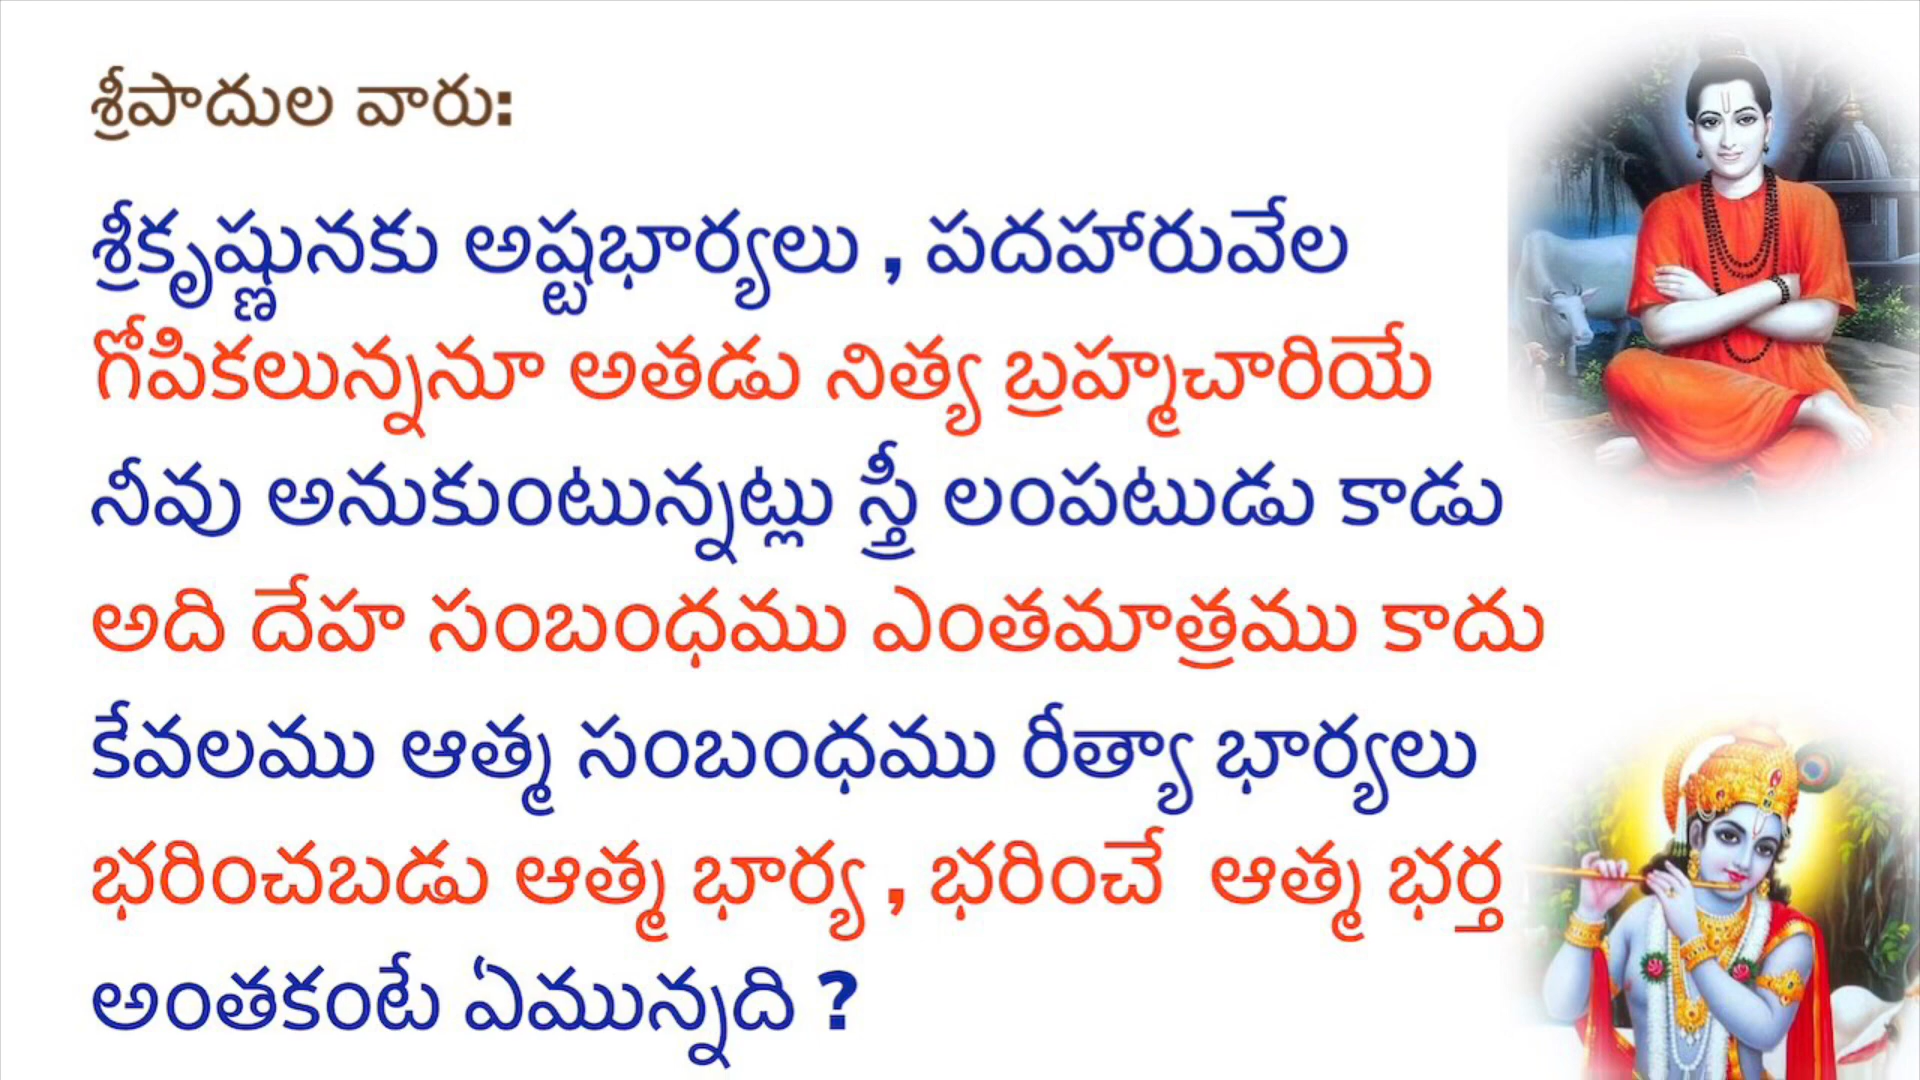 శ్రీపాదుల వారు:
శ్రీకృష్ణునకు అష్టభార్యలు , పదహారువేల
గోపికలున్ననూ అతడు నిత్య బ్రహ్మచారియే
నీవు అనుకుంటున్నట్లు స్త్రీ లంపటుడు కాడు
అది దేహ సంబంధము ఎంతమాత్రము కాదు
కేవలము ఆత్మ సంబంధము రీత్యా భార్యలు
భరించబడు ఆత్మ భార్య , భరించే ఆత్మ భర్త
అంతకంటే ఏమున్నది ?